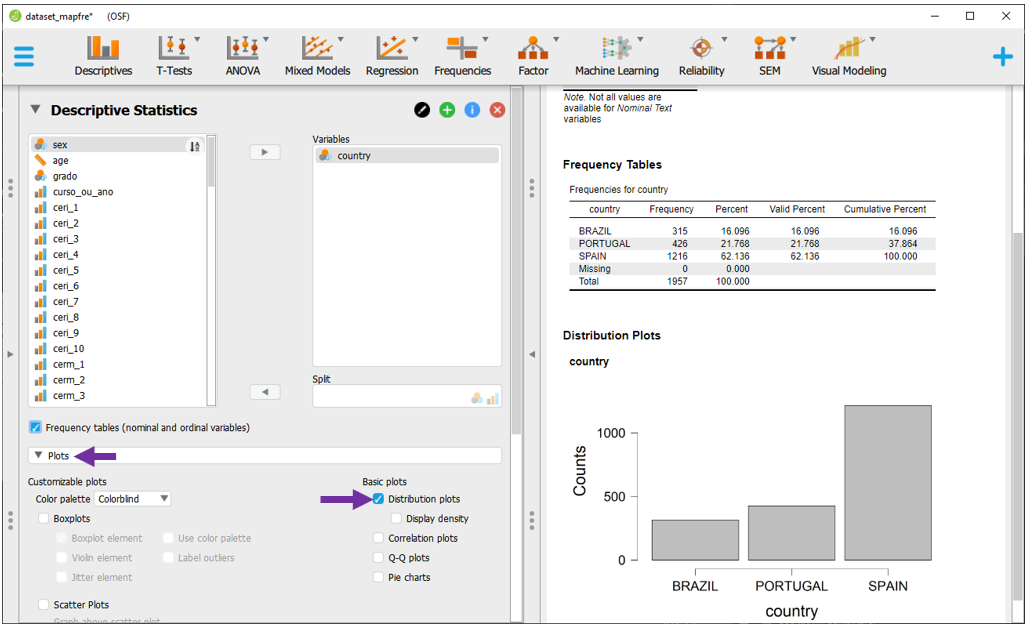 dataset_mapfre* (OSF)
Descriptives T-Tests ANOVA Mixed Models Regression Frequencies Factor Machine Learning Reliability SEM Visual Modeling
Descriptive Statistics
sex
age
grado
curso_ou_ano
ceri_1
ceri_2
ceri_3
ceri_4
ceri_5
ceri_6
ceri_7
ceri_8
ceri_9
ceri_10
cerm_1
cerm_2
cerm_3
Variables
country
Split
Frequency tables (nominal and ordinal variables)
Plots
Customizable plots
Color palette Colorblind
Boxplots
Boxplot element Use color palette
Violin element Label outliers
Jitter element
Scatter Plots
Graph above scatter plot
Basic plots
Distribution plots
Display density
Correlation plots
Q-Q plots
Pie charts
Note. Not all values are
available for Nominal Text
variables
Frequency Tables
Frequencies for country
country Frequency Percent Valid Percent Cumulative Percent
BRAZIL 315 16.096 16.096 16.096
PORTUGAL 426 21.768 21.768 37.864
SPAIN 1216 62.136 62.136 100.000
Missing 0 0.000
Total 1957 100.000
Distribution Plots
country
Counts
1000
500
0
BRAZIL PORTUGAL SPAIN
country